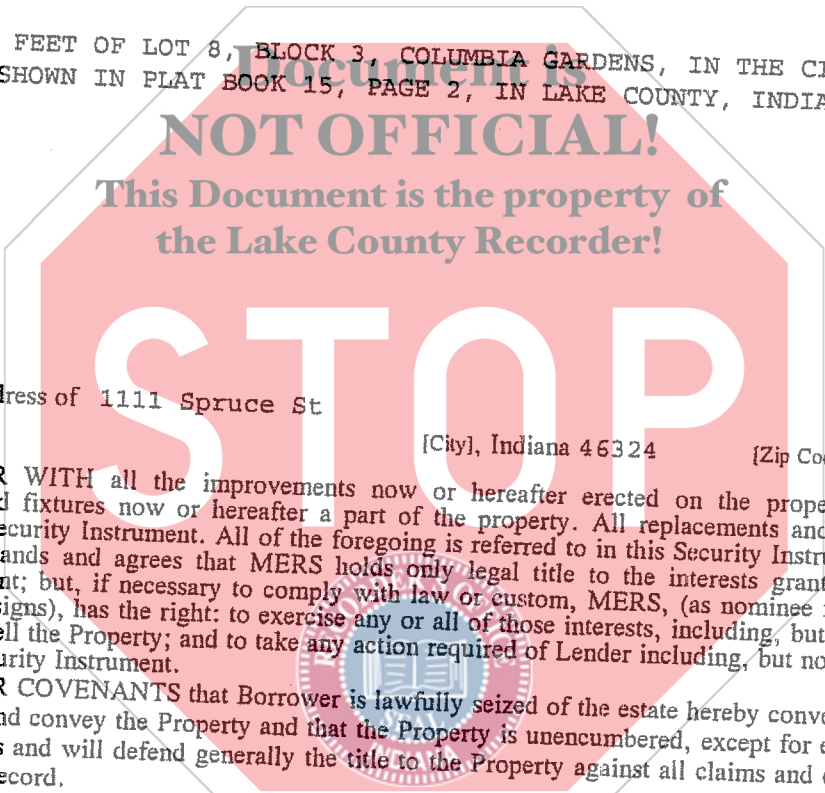 FEET OF LOT 8, BLOCK 3, COLUMBIA GARDENS, IN THE CI
SHOWN IN PLAT BOOK 15, PAGE 2, IN LAKE COUNTY, INDIA
Document is
NOT OFFICIAL!
This Document is the property of
the Lake County Recorder!
STOP
dress of 1111 Spruce St
[City], Indiana 46324 [Zip Co
R WITH all the improvements now or hereafter erected on the prope
d fixtures now or hereafter a part of the property. All replacements and
ecurity Instrument. All of the foregoing is referred to in this Security Instru
ands and agrees that MERS holds only legal title to the interests grant
nt; but, if necessary to comply with law or custom, MERS, (as nominee
signs), has the right: to exercise any or all of those interests, including, but
ell the Property; and to take any action required of Lender including, but no
urity Instrument.
R COVENANTS that Borrower is lawfully seized of the estate hereby conve
nd convey the Property and that the Property is unencumbered, except for e
s and will defend generally the title to the Property against all claims and
ecord.
RECORDER'S OFFICE
SEAL
INDIANA